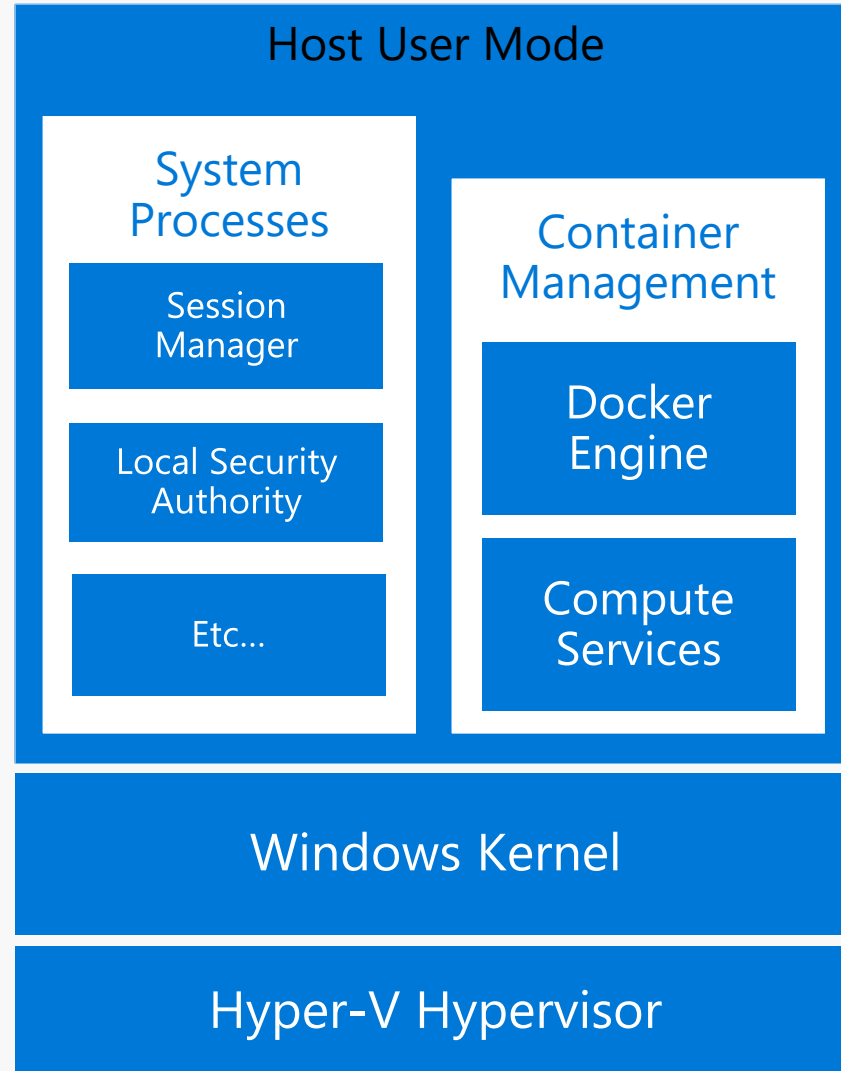 Host User Mode
System
Processes
Session
Manager
Local Security
Authority
Etc...
Container
Management
Docker
Engine
Compute
Services
Windows Kernel
Hyper-V Hypervisor